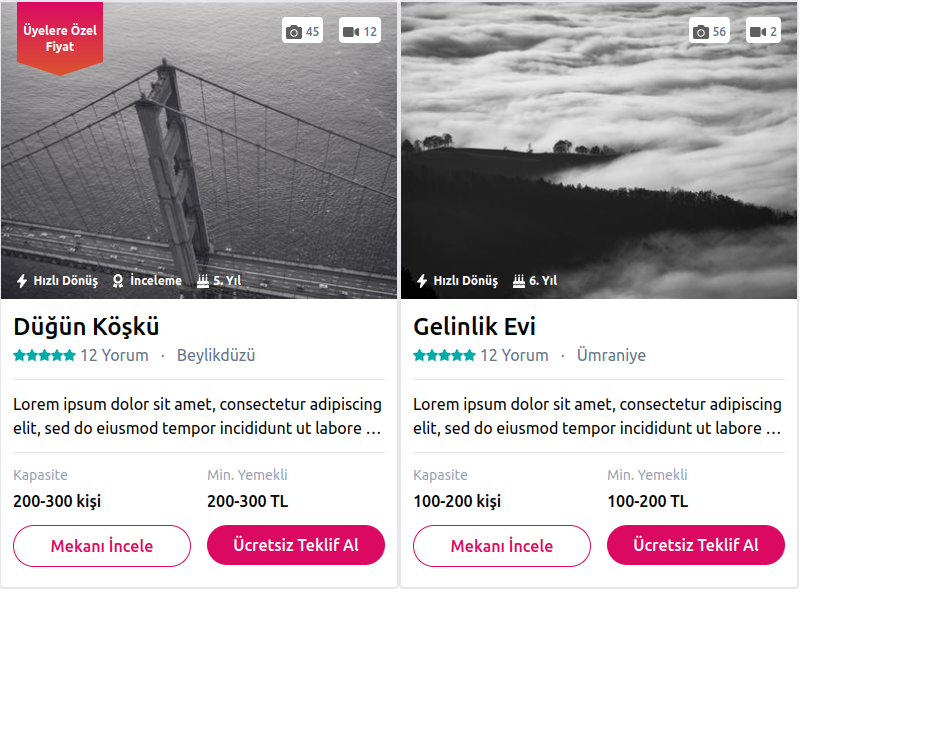 Üyelere Özel
Fiyat
45
12
Hızlı Dönüş
İnceleme
5. Yıl
Düğün Köşkü
12 Yorum · Beylikdüzü
Lorem ipsum dolor sit amet, consectetur adipiscing
elit, sed do eiusmod tempor incididunt ut labore …
Kapasite
Min. Yemekli
200-300 kişi
200-300 TL
Mekanı İncele
Ücretsiz Teklif Al
56
2
Hızlı Dönüş
6. Yıl
Gelinlik Evi
12 Yorum · Ümraniye
Lorem ipsum dolor sit amet, consectetur adipiscing
elit, sed do eiusmod tempor incididunt ut labore …
Kapasite
Min. Yemekli
100-200 kişi
100-200 TL
Mekanı İncele
Ücretsiz Teklif Al